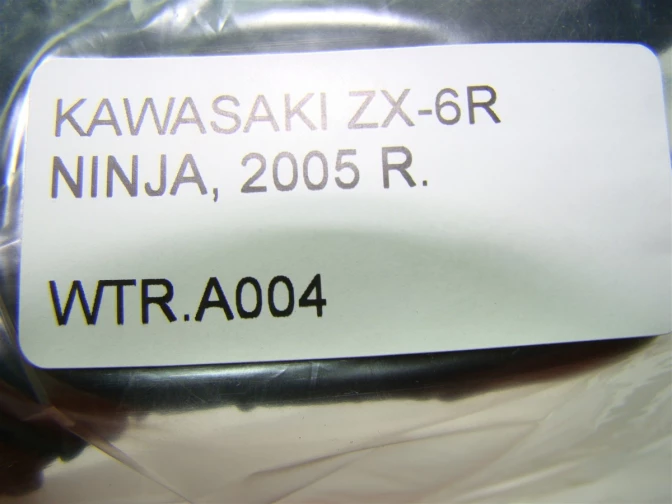 KAWASAKI ZX-6R
NINJA, 2005 R.
WTR.A004